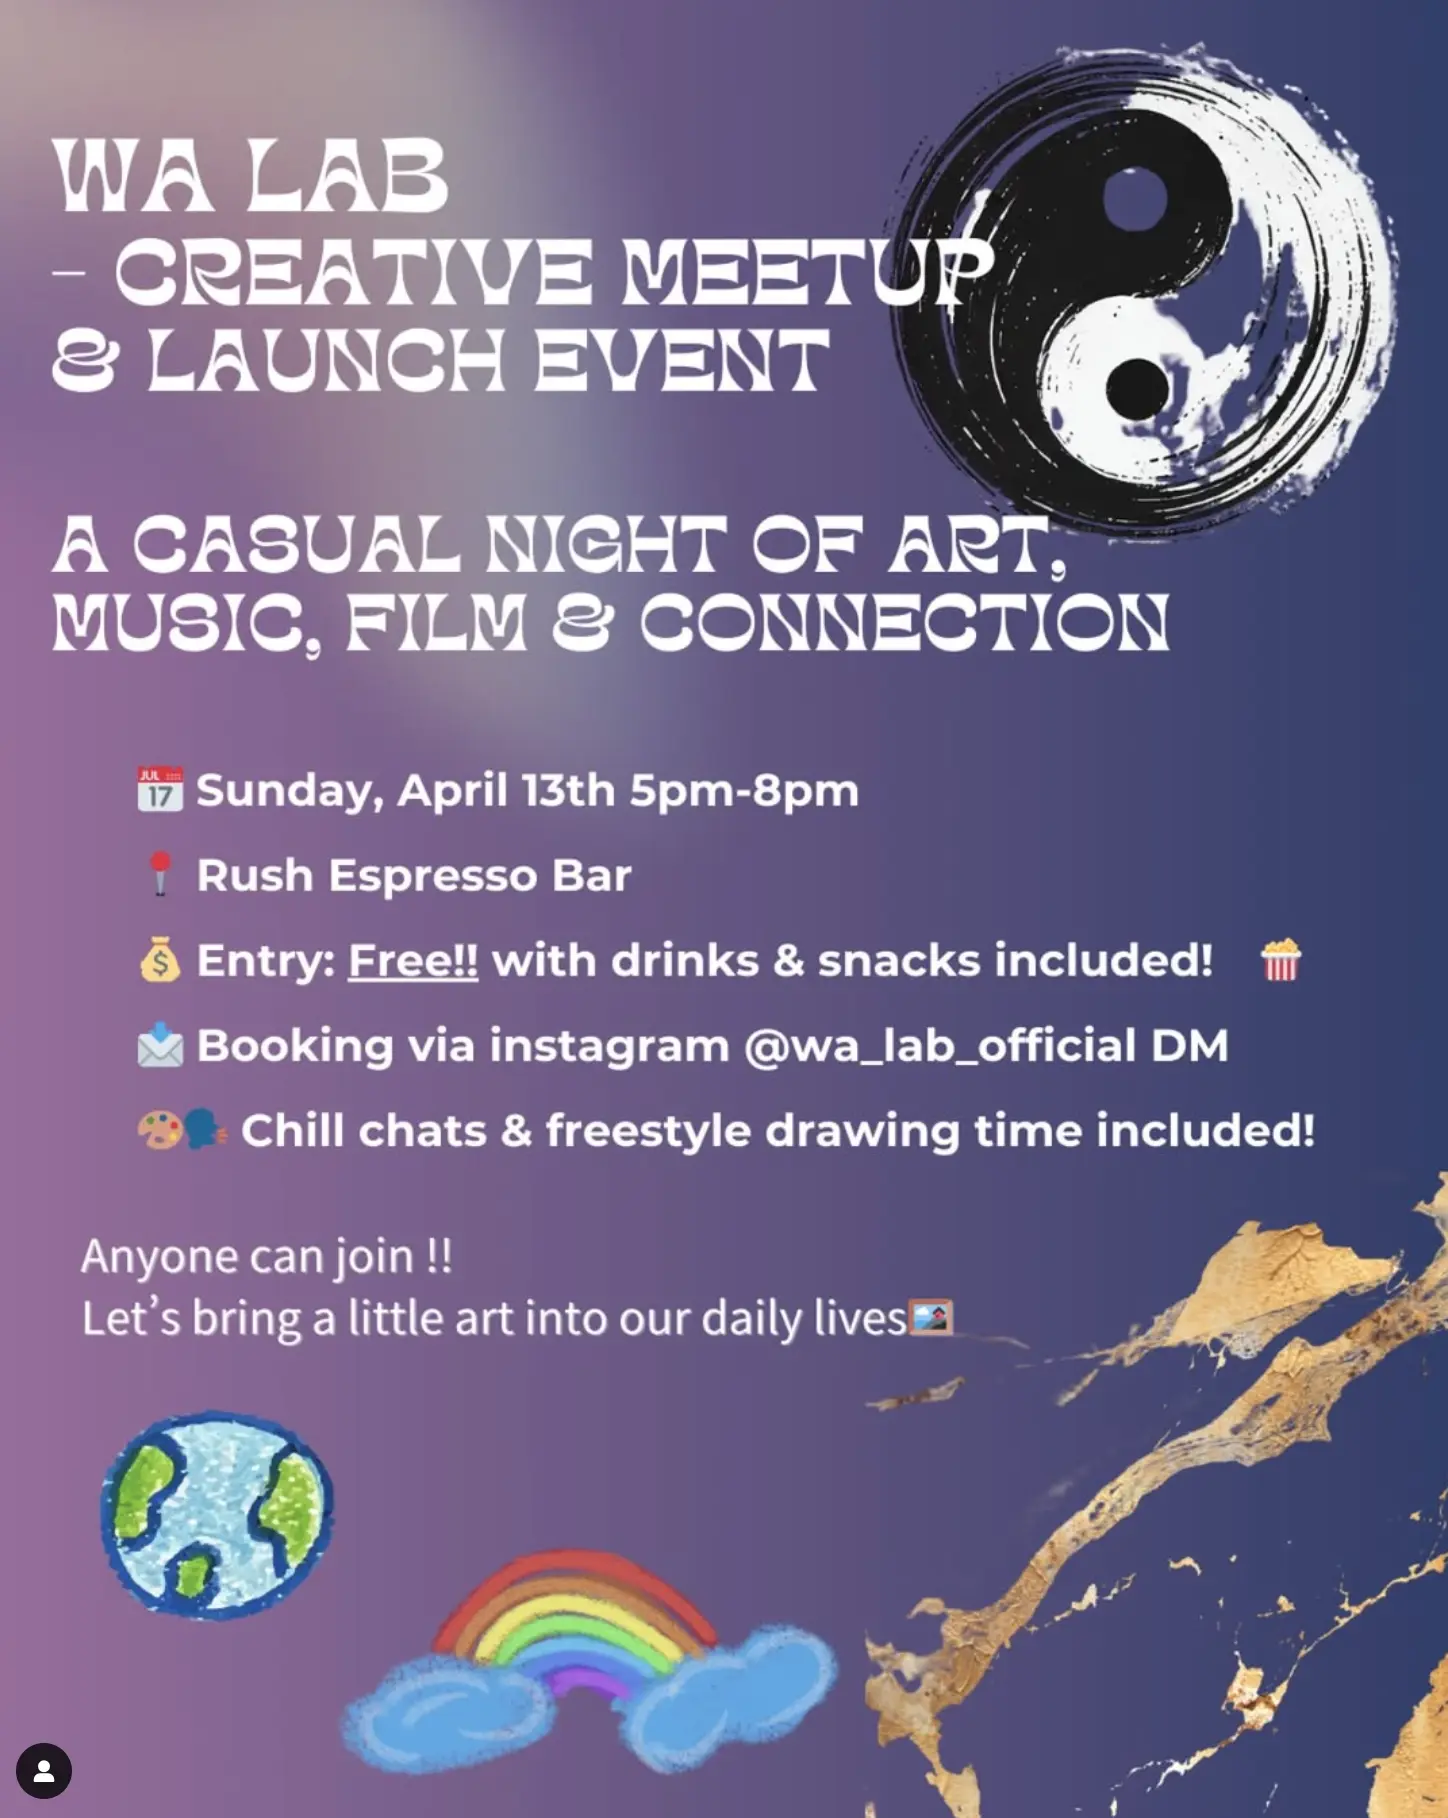 WA LAB
– CREATIVE MEETUP
& LAUNCH EVENT
A CASUAL NIGHT OF ART,
MUSIC, FILM & CONNECTION
JUL
17
Sunday, April 13th 5pm-8pm
Rush Espresso Bar
$
Entry: Free!! with drinks & snacks included!
Booking via instagram @wa_lab_official DM
Chill chats & freestyle drawing time included!
Anyone can join !!
Let’s bring a little art into our daily lives